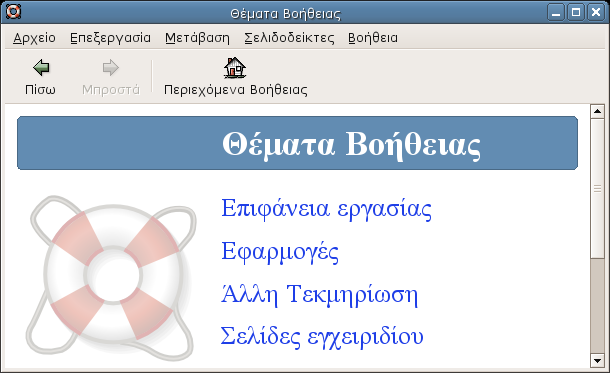 Θέματα Βοήθειας
Αρχείο Επεξεργασία Μετάβαση Σελιδοδείκτες Βοήθεια
Πίσω Μπροστά Περιεχόμενα Βοήθειας
Θέματα Βοήθειας
Επιφάνεια εργασίας
Εφαρμογές
Άλλη Τεκμηρίωση
Σελίδες εγχειριδίου